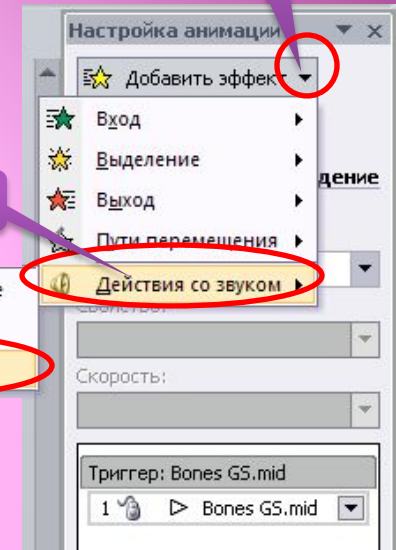 Настройка анимации
Добавить эффект
Вход
Выделение
дение
Выход
Пути перемещения
Действия со звуком
е
Скорость:
Триггер: Bones GS.mid
1 Bones GS.mid